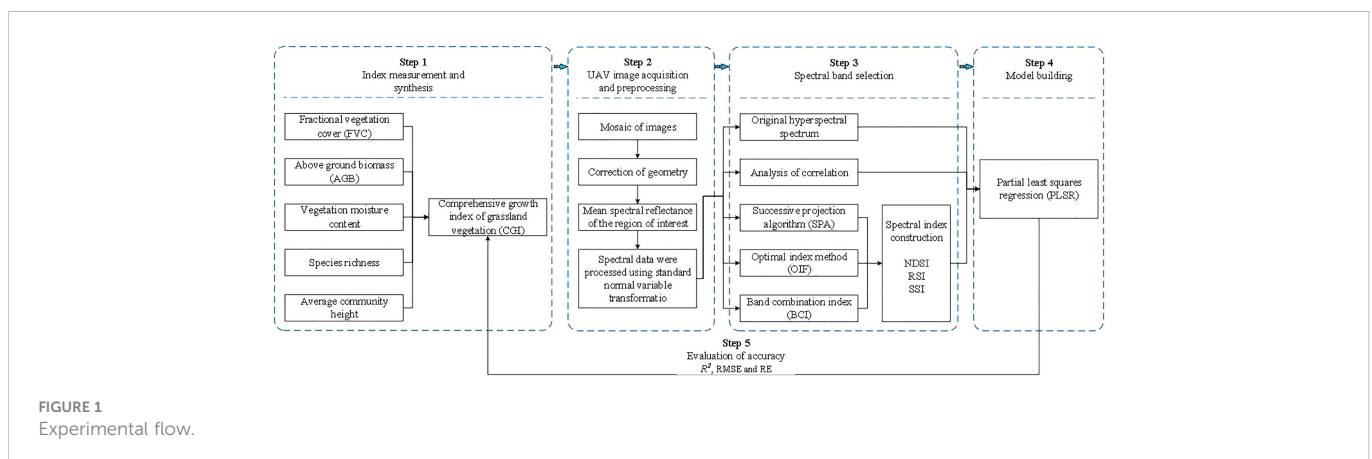 Step 1
Index measurement and
synthesis
Fractional vegetation
cover (FVC)
Above ground biomass
(AGB)
Vegetation moisture
content
Species richness
Average community
height
Comprehensive growth
index of grassland
vegetation (CGI)
Step 2
UAV image acquisition
and preprocessing
Mosaic of images
Correction of geometry
Mean spectral reflectance
of the region of interest
Spectral data were
processed using standard
normal variable
transformatio
Step 3
Spectral band selection
Original hyperspectral
spectrum
Analysis of correlation
Successive projection
algorithm (SPA)
Optimal index method
(OIF)
Band combination index
(BCI)
Spectral index
construction
NDSI
RSI
SSI
Step 4
Model building
Partial least squares
regression (PLSR)
Step 5
Evaluation of accuracy
R², RMSE and RE
FIGURE 1
Experimental flow.